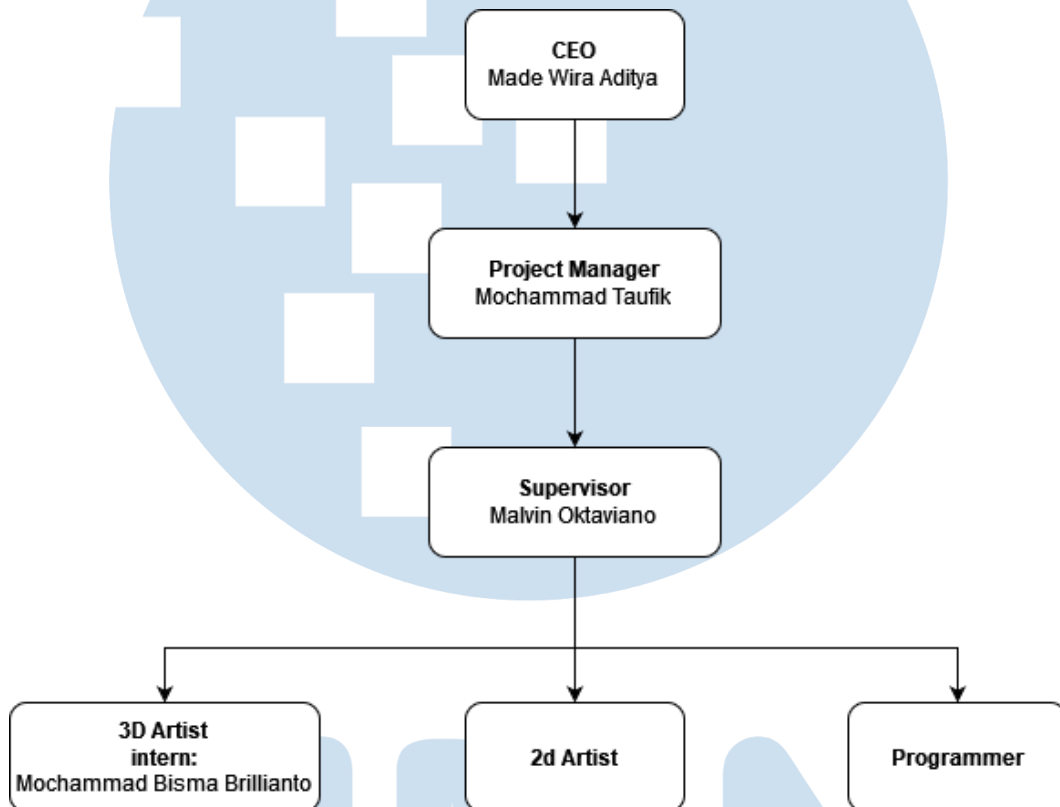 CEO
Made Wira Aditya
Project Manager
Mochammad Taufik
Supervisor
Malvin Oktaviano
3D Artist
intern:
Mochammad Bisma Brillianto
2d Artist
Programmer